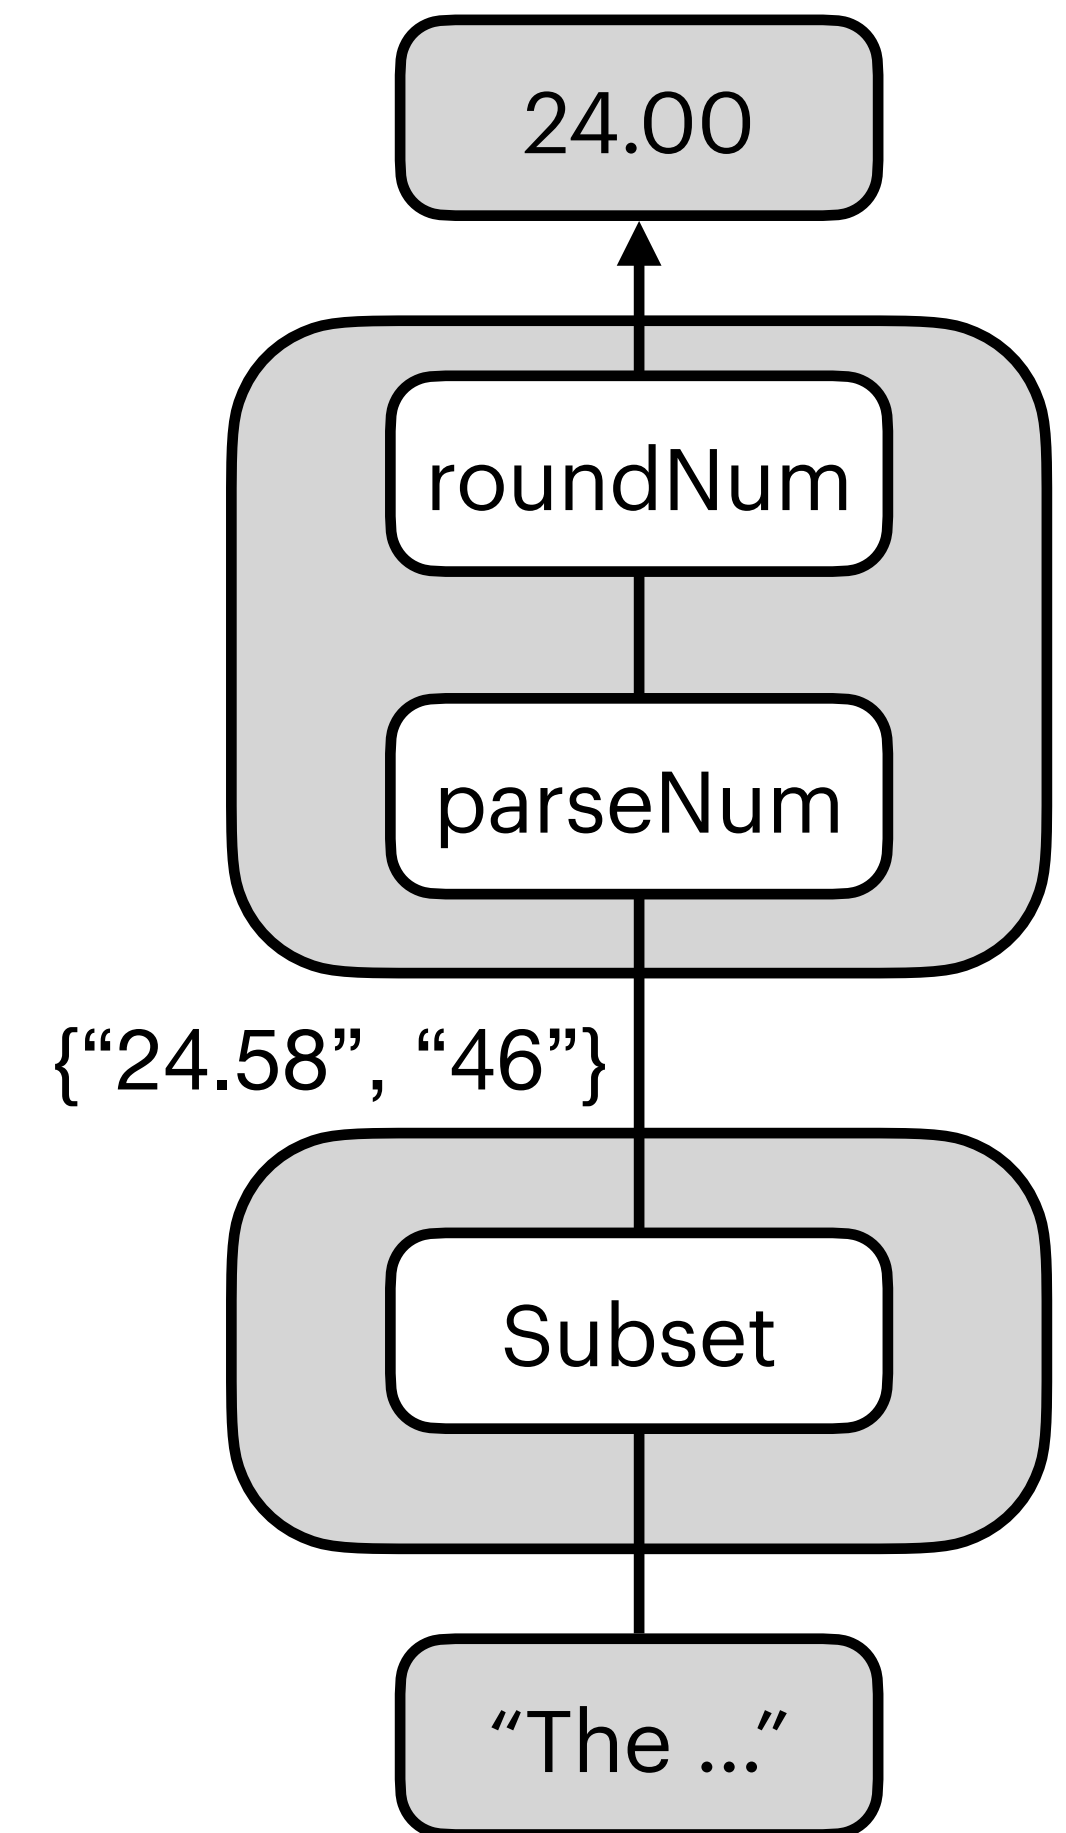 24.00
roundNum
parseNum
{“24.58”, “46”}
Subset
"The ..."